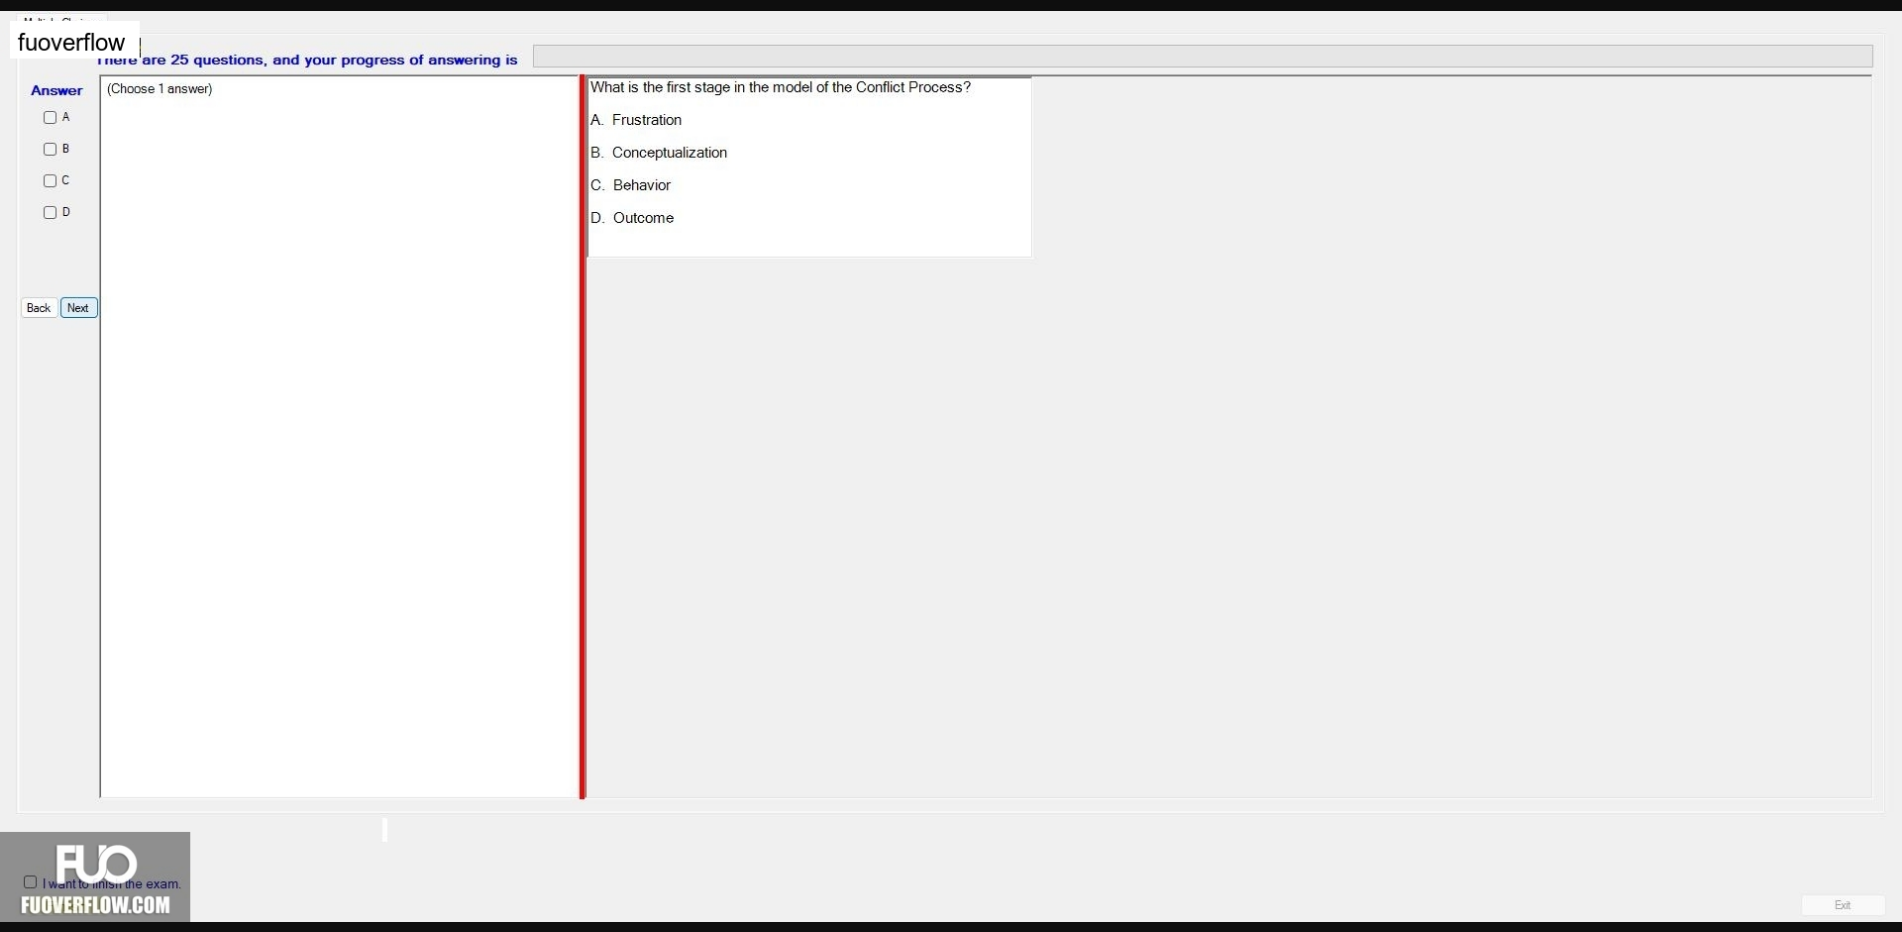 fuoverflow
There are 25 questions, and your progress of answering is
Answer
(Choose 1 answer)
A
B
C
D
Back
Next
What is the first stage in the model of the Conflict Process?
A. Frustration
B. Conceptualization
C. Behavior
D. Outcome
FUO
I want to finish the exam.
FUOVERFLOW.COM
Exit